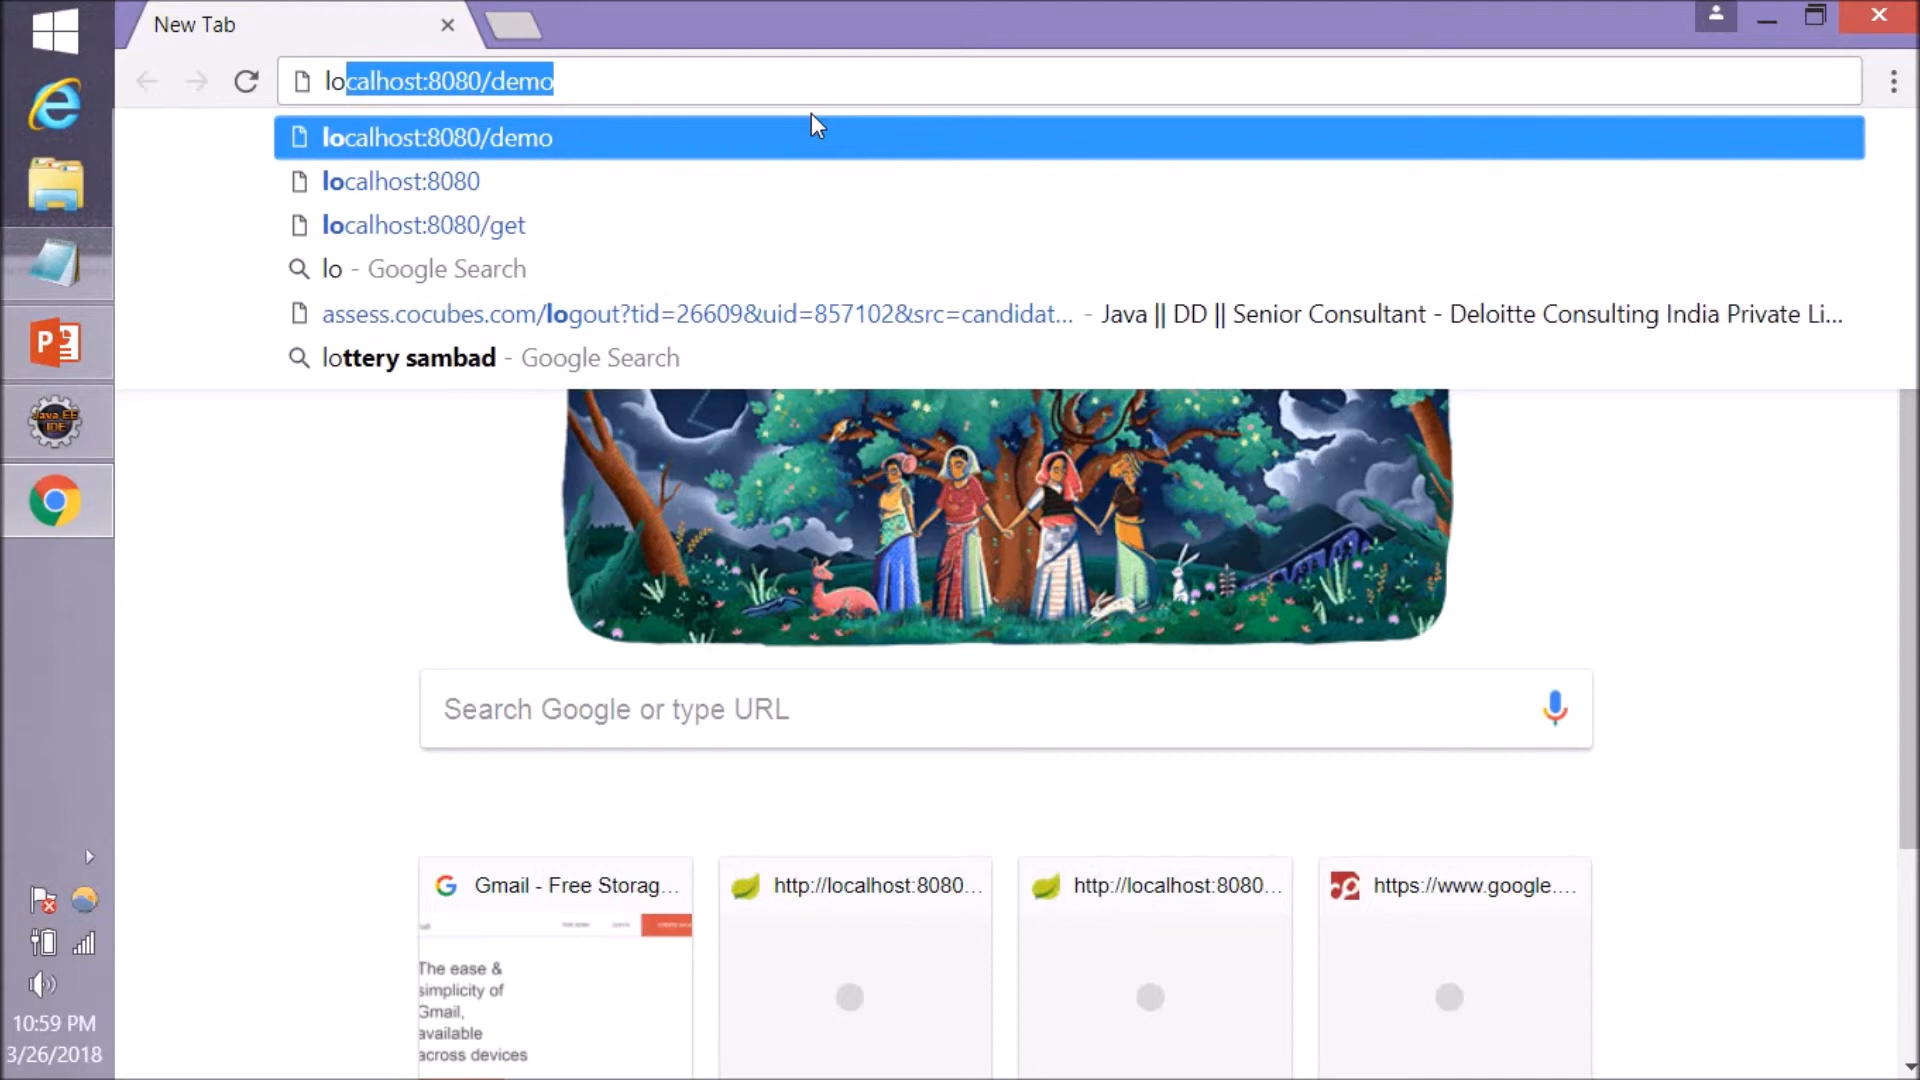 New Tab
localhost:8080/demo
localhost:8080/demo
localhost:8080
localhost:8080/get
lo - Google Search
assess.cocubes.com/logout?tid=26609&uid=857102&src=candidat... - Java || DD || Senior Consultant - Deloitte Consulting India Private Li...
lottery sambad - Google Search
Java EE
IDE
Search Google or type URL
Gmail - Free Storag...
http://localhost:8080...
http://localhost:8080...
https://www.google....
The ease &
simplicity of
Gmail,
available
across devices
10:59 PM
3/26/2018